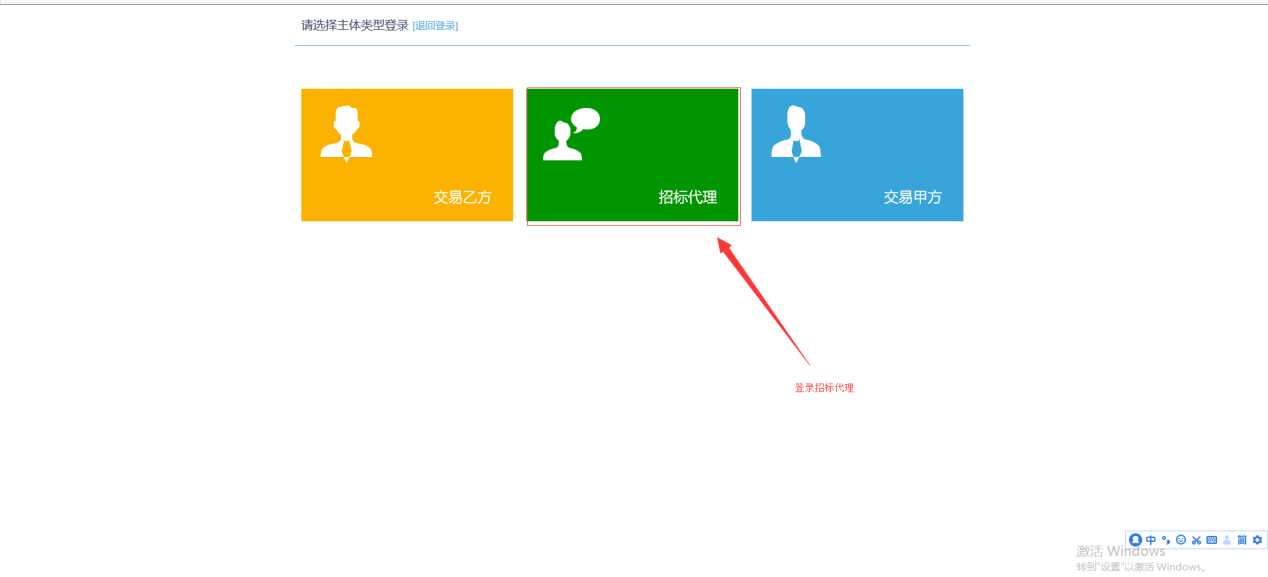 请选择主体类型登录 [退回登录]
交易乙方
招标代理
交易甲方
登录招标代理
中 简
激活 Windows
转到"设置"以激活 Windows。